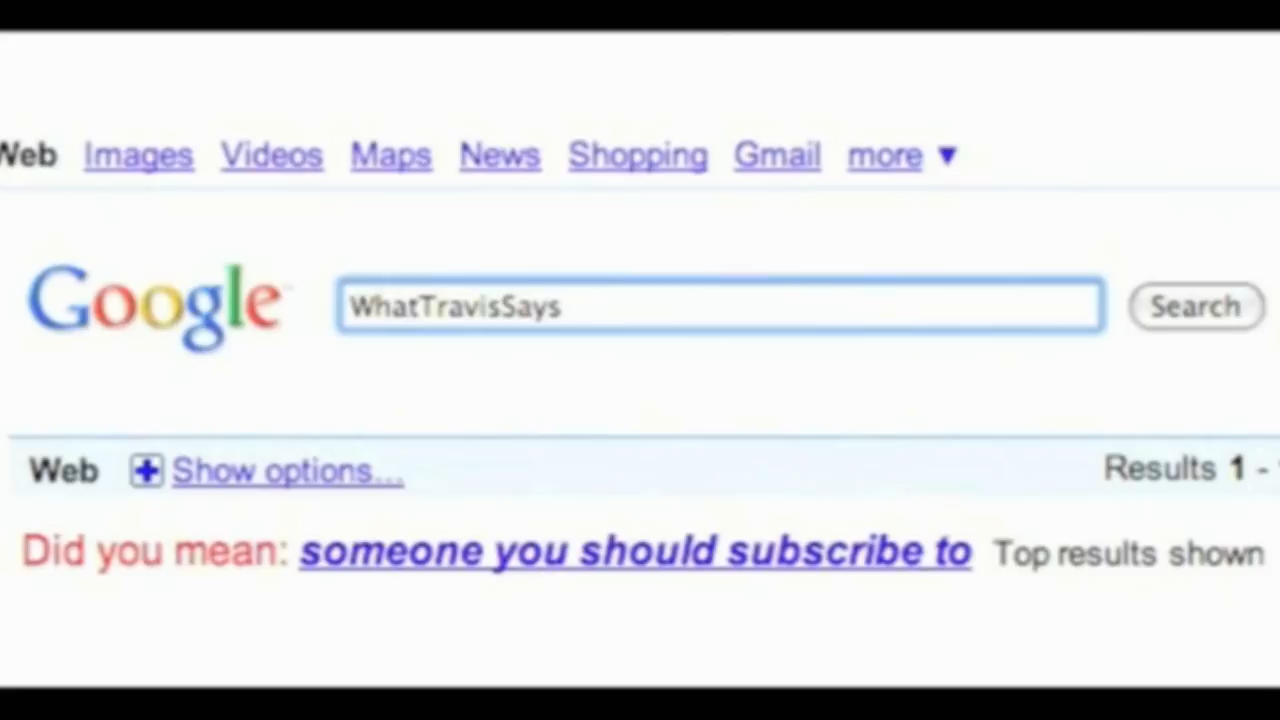 Web Images Videos Maps News Shopping Gmail more ▼
Google WhatTravisSays Search
Web + Show options... Results 1 -
Did you mean: someone you should subscribe to Top results shown